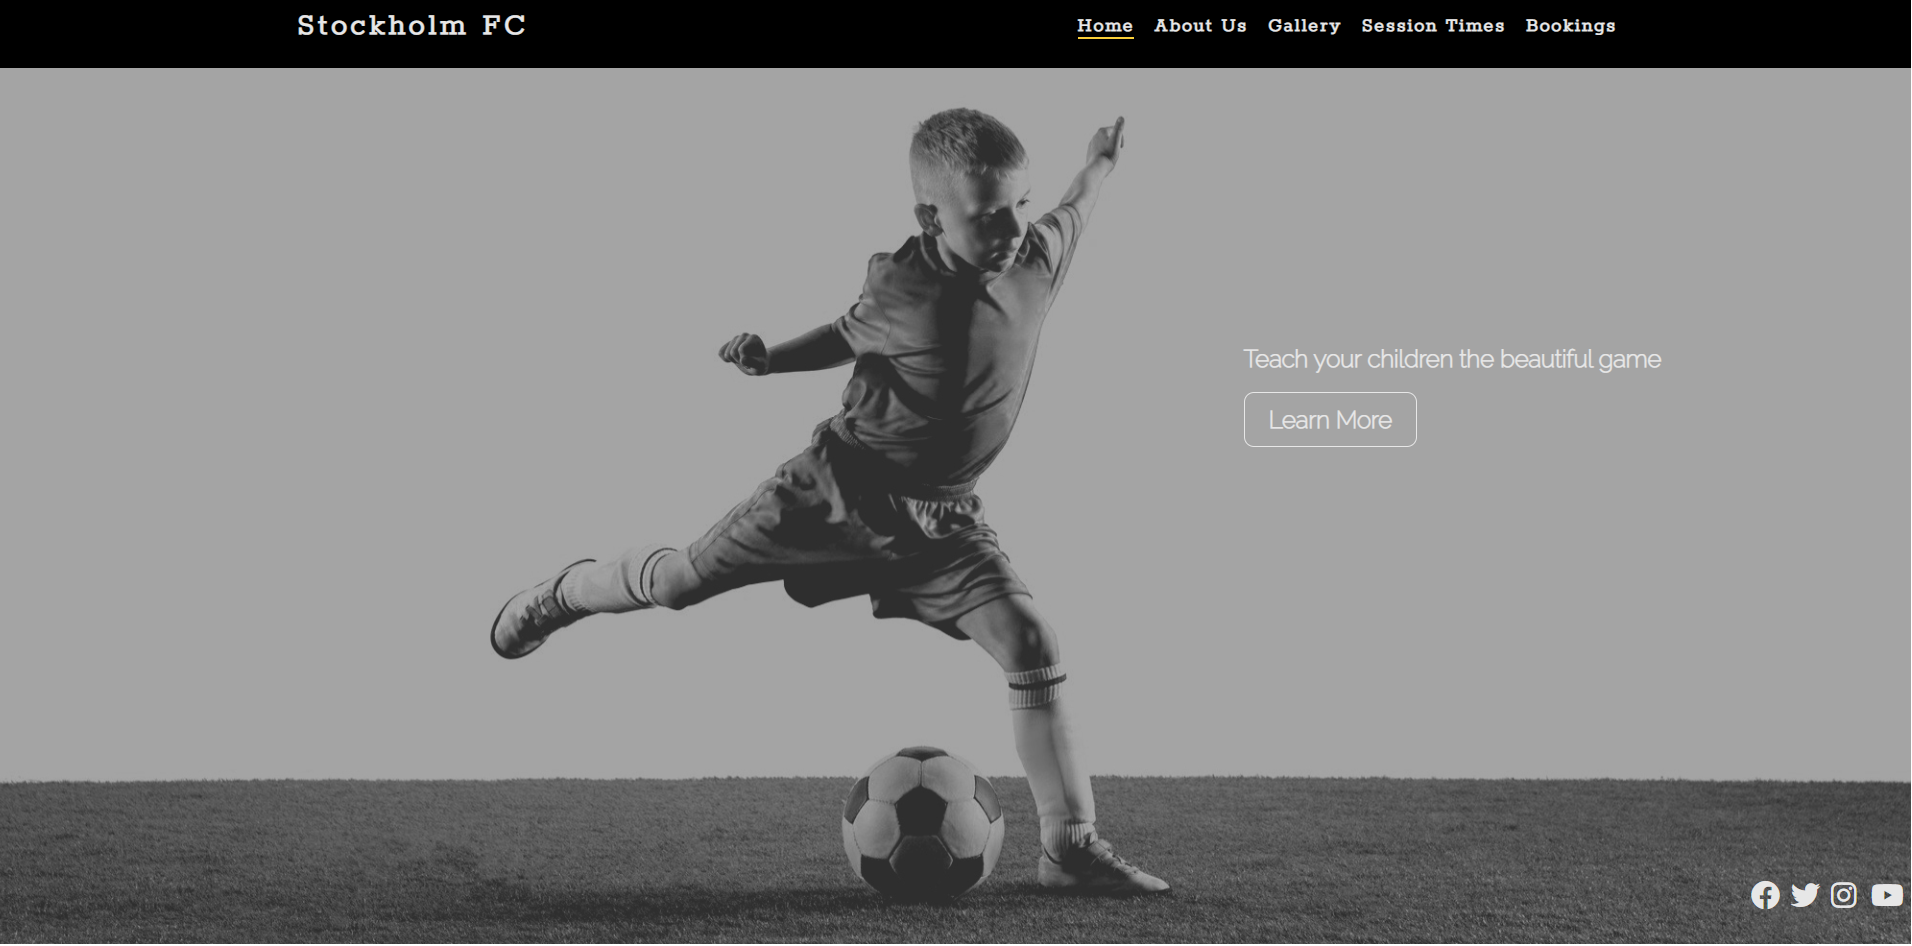 Stockholm FC
Home About Us Gallery Session Times Bookings
Teach your children the beautiful game
Learn More